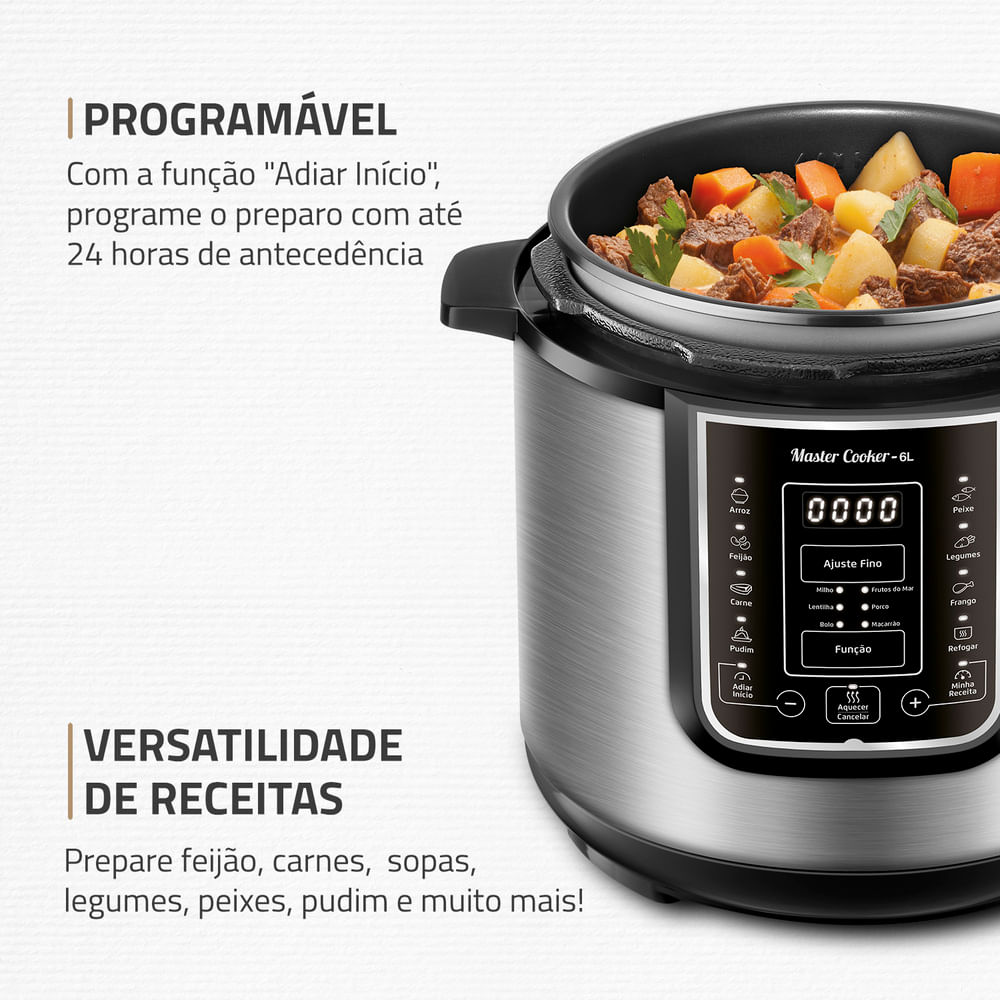 PROGRAMÁVEL
Com a função "Adiar Início",
programe o preparo com até
24 horas de antecedência
VERSATILIDADE
DE RECEITAS
Prepare feijão, carnes, sopas,
legumes, peixes, pudim e muito mais!
Master Cooker - 6L
0000
Arroz
Feijão
Carne
Pudim
Adiar
Início
Ajuste Fino
Milho
Frutos do Mar
Lentilha
Porco
Bolo
Macarrão
Função
Peixe
Legumes
Frango
Refogar
Minha
Receita
−
Aquecer
Cancelar
+